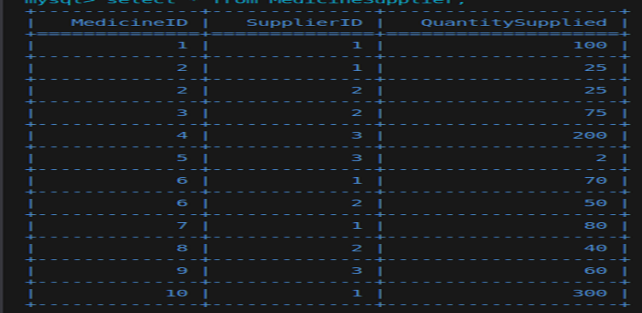 mysql> select * from MedicineSupplier;
MedicineID | SupplierID | QuantitySupplied |
1 | 1 | 100 |
2 | 1 | 25 |
2 | 2 | 25 |
3 | 2 | 75 |
4 | 3 | 200 |
5 | 3 | 2 |
6 | 1 | 70 |
6 | 2 | 50 |
7 | 1 | 80 |
8 | 2 | 40 |
9 | 3 | 60 |
10 | 1 | 300 |